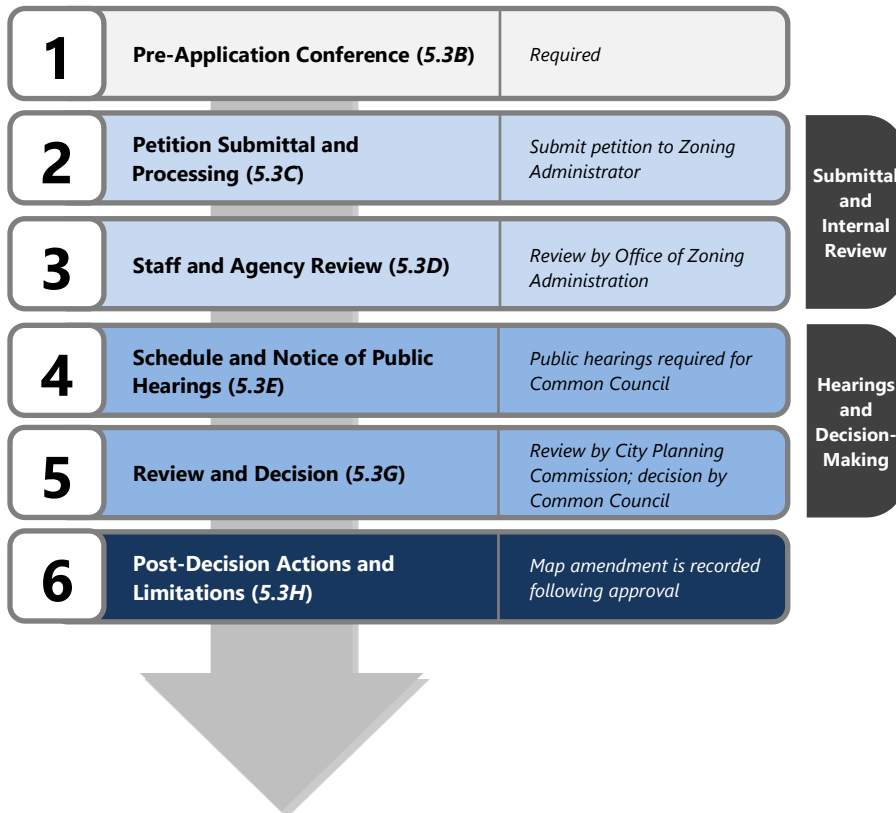 1
Pre-Application Conference (5.3B)
Required
2
Petition Submittal and
Processing (5.3C)
Submit petition to Zoning
Administrator
3
Staff and Agency Review (5.3D)
Review by Office of Zoning
Administration
Submittal
and
Internal
Review
4
Schedule and Notice of Public
Hearings (5.3E)
Public hearings required for
Common Council
5
Review and Decision (5.3G)
Review by City Planning
Commission; decision by
Common Council
Hearings
and
Decision-
Making
6
Post-Decision Actions and
Limitations (5.3H)
Map amendment is recorded
following approval